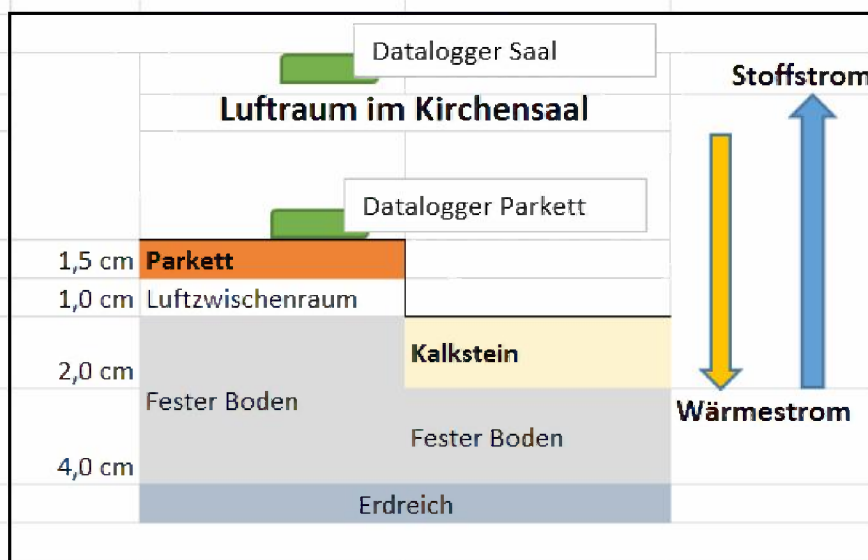 Datalogger Saal
Stoffstrom
Luftraum im Kirchensaal
Datalogger Parkett
1,5 cm Parkett
1,0 cm Luftzwischenraum
Kalkstein
2,0 cm
Fester Boden
Wärmestrom
Fester Boden
4,0 cm
Erdreich